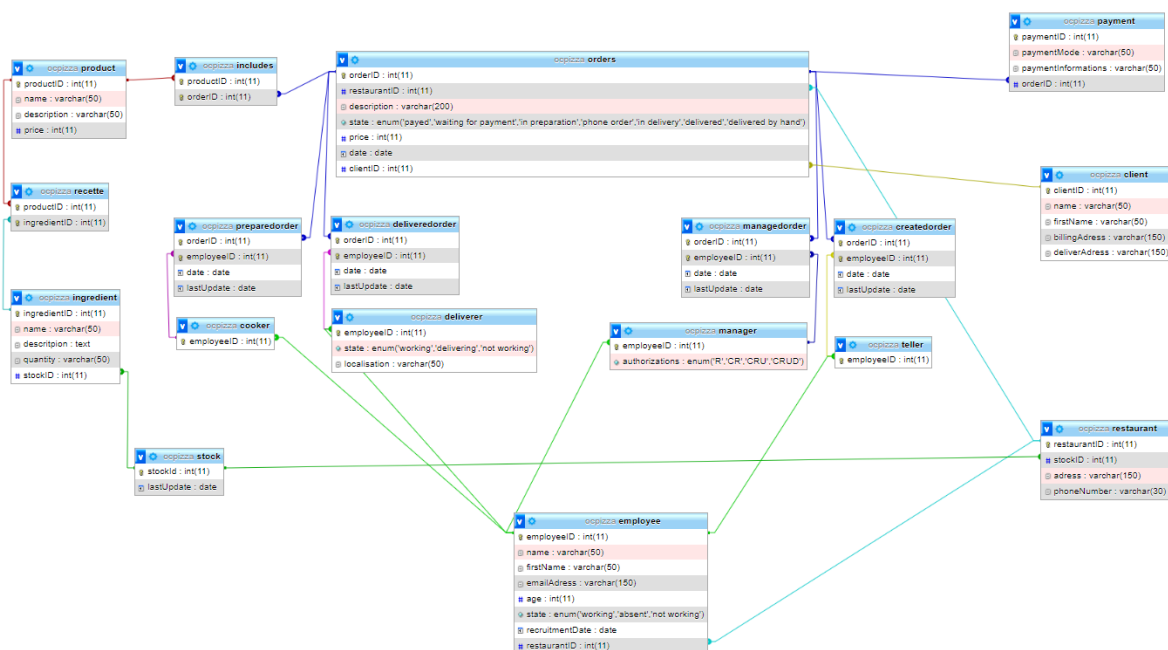 ocpizza payment
paymentID : int(11)
paymentMode : varchar(50)
paymentInformations : varchar(50)
orderID : int(11)
ocpizza product
productID : int(11)
name : varchar(50)
description : varchar(50)
price : int(11)
ocpizza includes
productID : int(11)
orderID : int(11)
ocpizza orders
orderID : int(11)
restaurantID : int(11)
description : varchar(200)
state : enum('payed','waiting for payment','in preparation','phone order','in delivery','delivered','delivered by hand')
price : int(11)
date : date
clientID : int(11)
ocpizza client
clientID : int(11)
name : varchar(50)
firstName : varchar(50)
billingAdress : varchar(150)
deliverAdress : varchar(150)
ocpizza recette
productID : int(11)
ingredientID : int(11)
ocpizza preparedorder
orderID : int(11)
employeeID : int(11)
date : date
lastUpdate : date
ocpizza deliveredorder
orderID : int(11)
employeeID : int(11)
date : date
lastUpdate : date
ocpizza managedorder
orderID : int(11)
employeeID : int(11)
date : date
lastUpdate : date
ocpizza createdorder
orderID : int(11)
employeeID : int(11)
date : date
lastUpdate : date
ocpizza ingredient
ingredientID : int(11)
name : varchar(50)
descritpion : text
quantity : varchar(50)
stockID : int(11)
ocpizza cooker
employeeID : int(11)
ocpizza deliverer
employeeID : int(11)
state : enum('working','delivering','not working')
localisation : varchar(50)
ocpizza manager
employeeID : int(11)
authorizations : enum('R','CR','CRU','CRUD')
ocpizza teller
employeeID : int(11)
ocpizza stock
stockId : int(11)
lastUpdate : date
ocpizza restaurant
restaurantID : int(11)
stockID : int(11)
adress : varchar(150)
phoneNumber : varchar(30)
ocpizza employee
employeeID : int(11)
name : varchar(50)
firstName : varchar(50)
emailAdress : varchar(150)
age : int(11)
state : enum('working','absent','not working')
recruitmentDate : date
restaurantID : int(11)